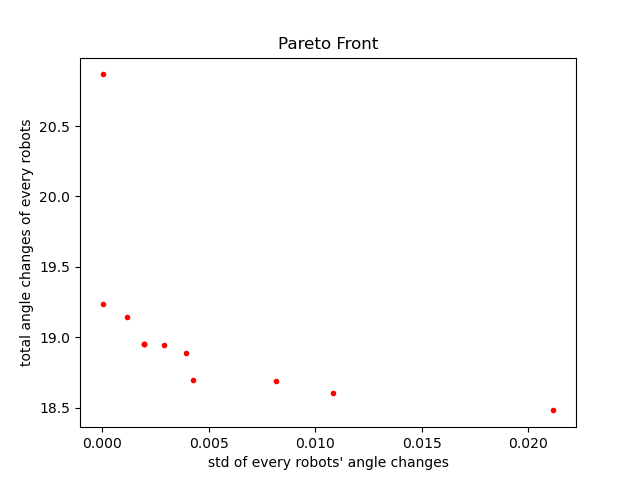 Pareto Front
total angle changes of every robots
20.5
20.0
19.5
19.0
18.5
0.000 0.005 0.010 0.015 0.020
std of every robots' angle changes